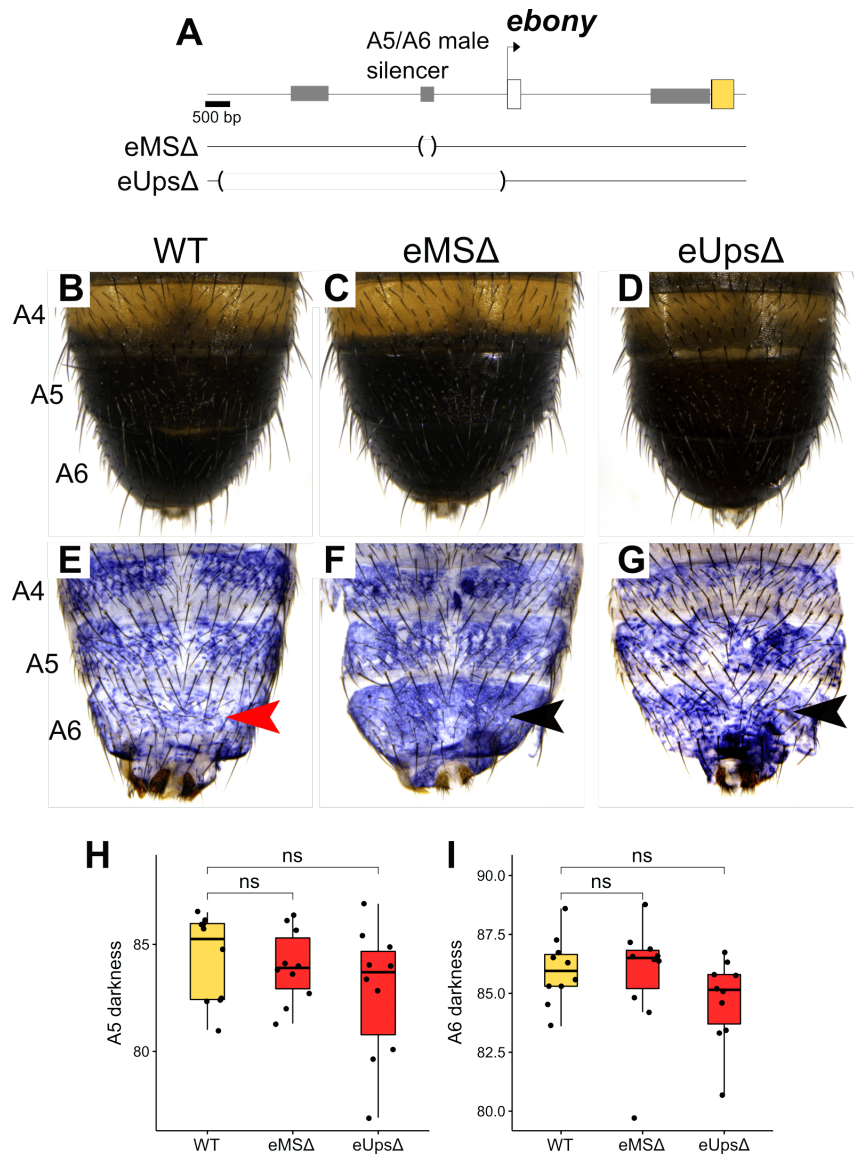 A
ebony
A5/A6 male
silencer
500 bp
eMSΔ
( )
eUpsΔ
( )
WT
eMSΔ
eUpsΔ
B
C
D
A4
A5
A6
E
F
G
A4
A5
A6
H
ns
ns
A5 darkness
85
80
WT
eMSΔ
eUpsΔ
I
ns
ns
A6 darkness
90.0
87.5
85.0
82.5
80.0
WT
eMSΔ
eUpsΔ